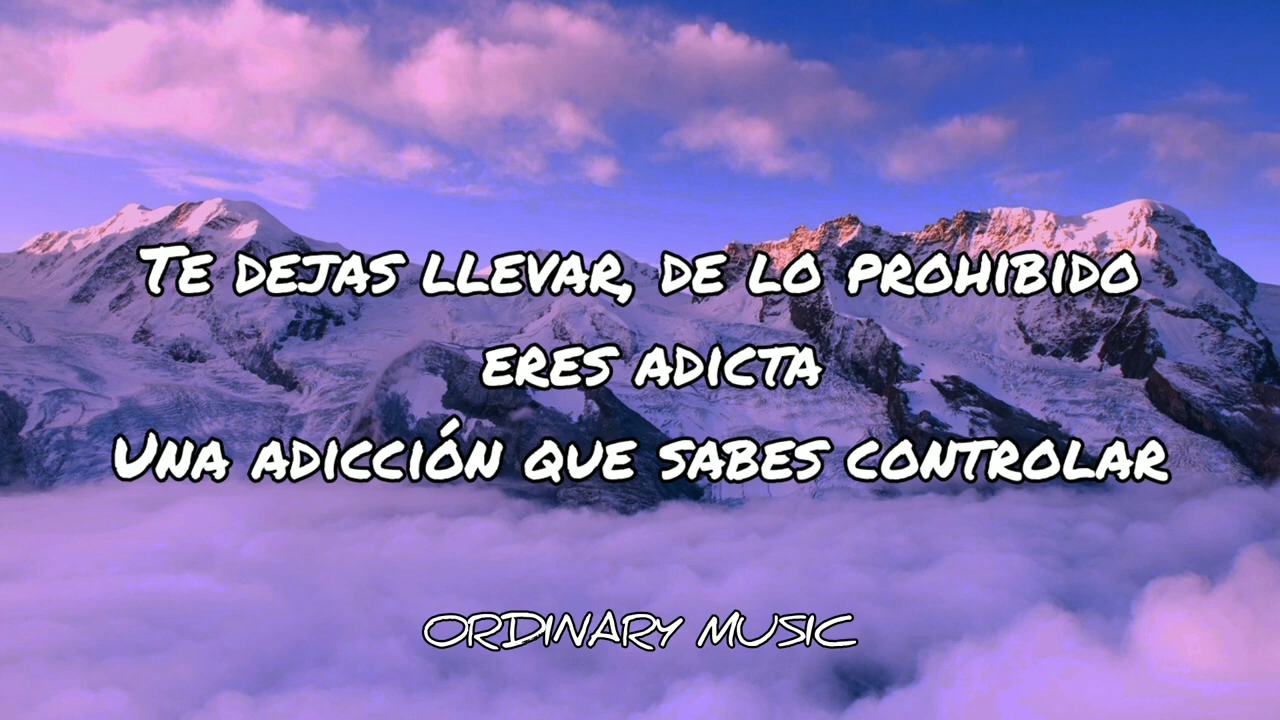 Te dejas llevar, de lo prohibido
eres adicta
Una adicción que sabes controlar
ORDINARY MUSIC